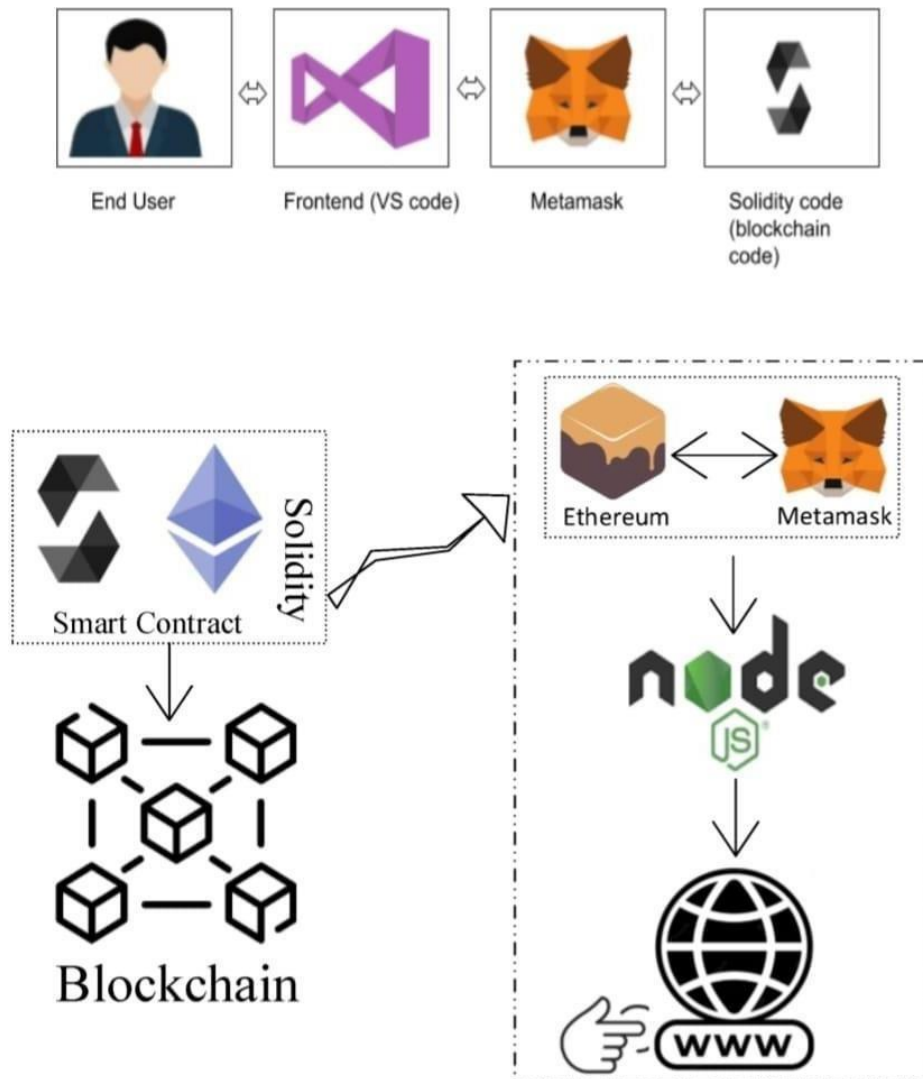 End User
Frontend (VS code)
Metamask
Solidity code
(blockchain
code)
Solidity
Smart Contract
Blockchain
Ethereum
Metamask
node
JS®
www